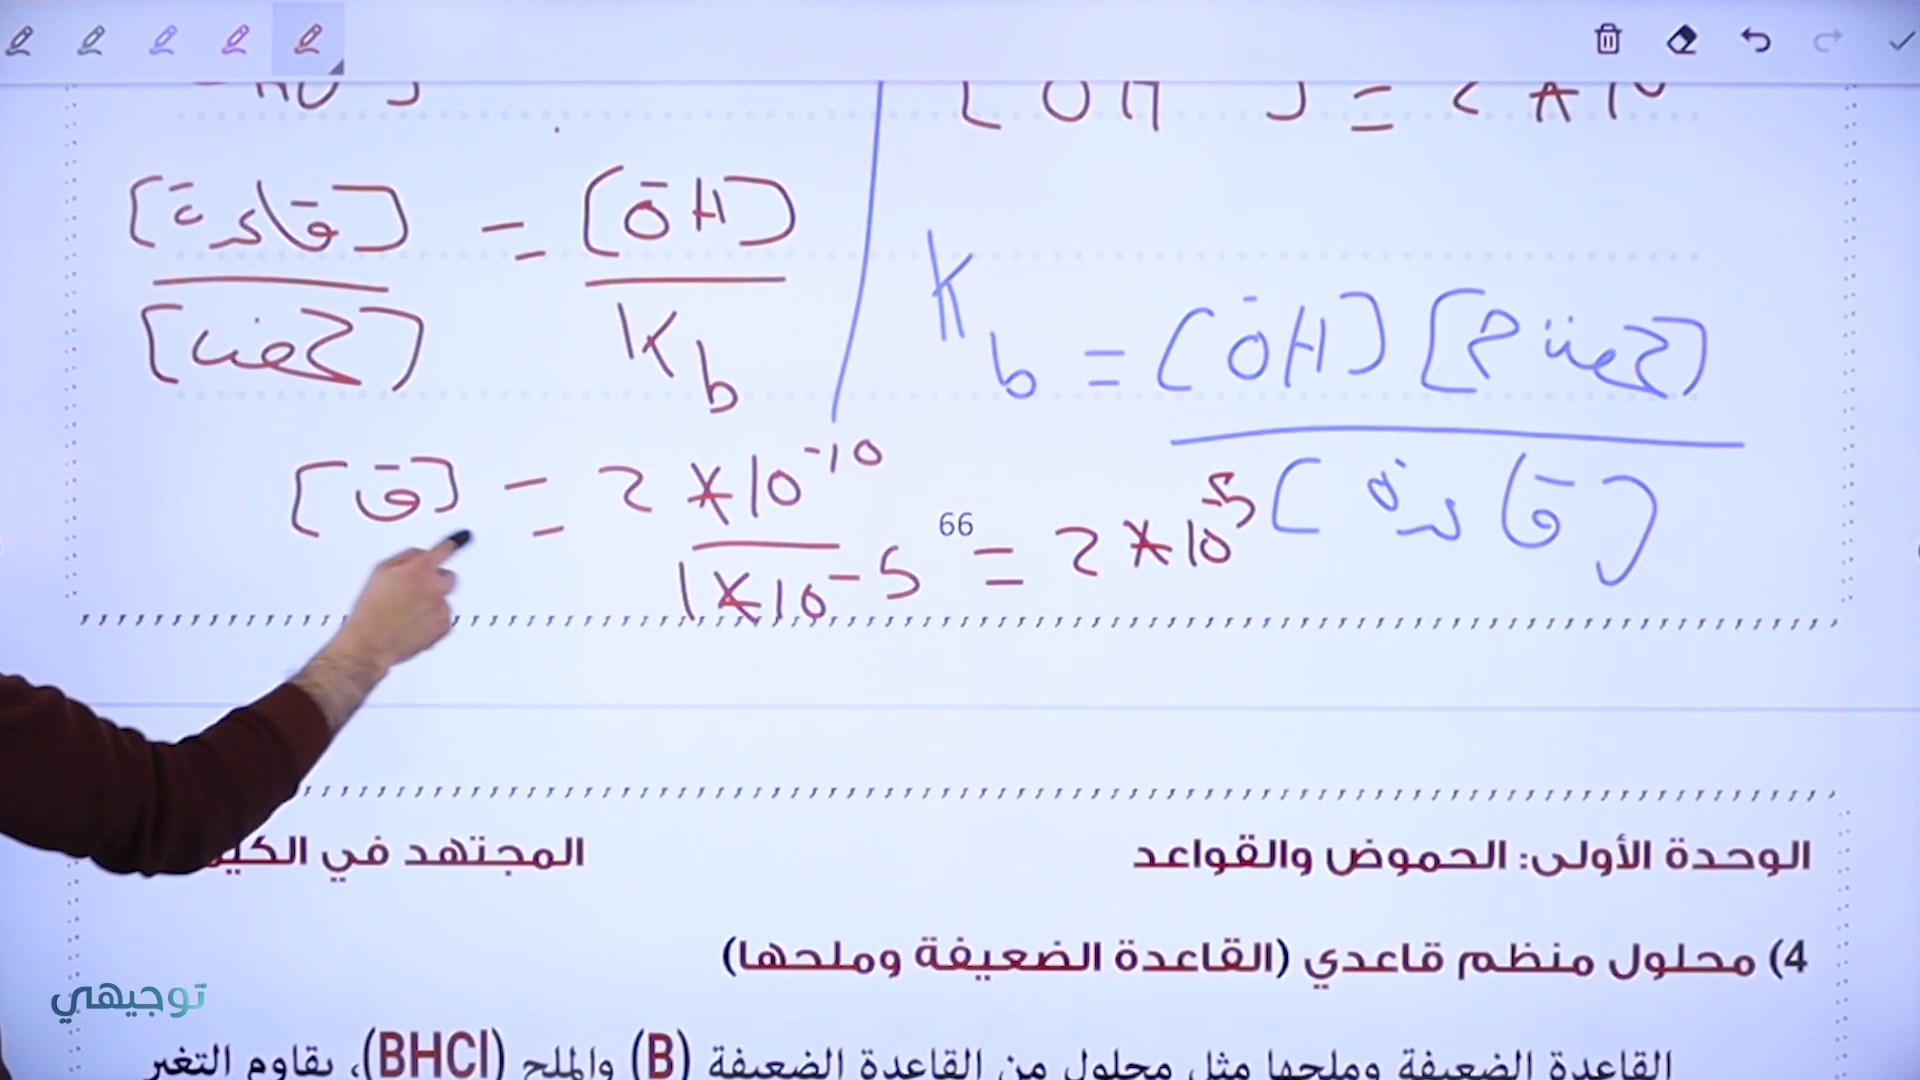 [OH] = 2 * 10
[قاعدة] / [حمض] = [OH⁻] / Kb
Kb = [OH⁻] [حمض] / [قاعدة]
[ق] = 2 * 10⁻¹⁰ / 1 * 10⁻⁵ = 2 * 10⁻⁵
66
الوحدة الأولى: الحموض والقواعد
المجتهد في
4) محلول منظم قاعدي (القاعدة الضعيفة وملحها)
القاعدة الضعيفة وملحها مثل محلول من القاعدة الضعيفة (B) والملح (BHCl)، يقاوم التغير
توجيهي